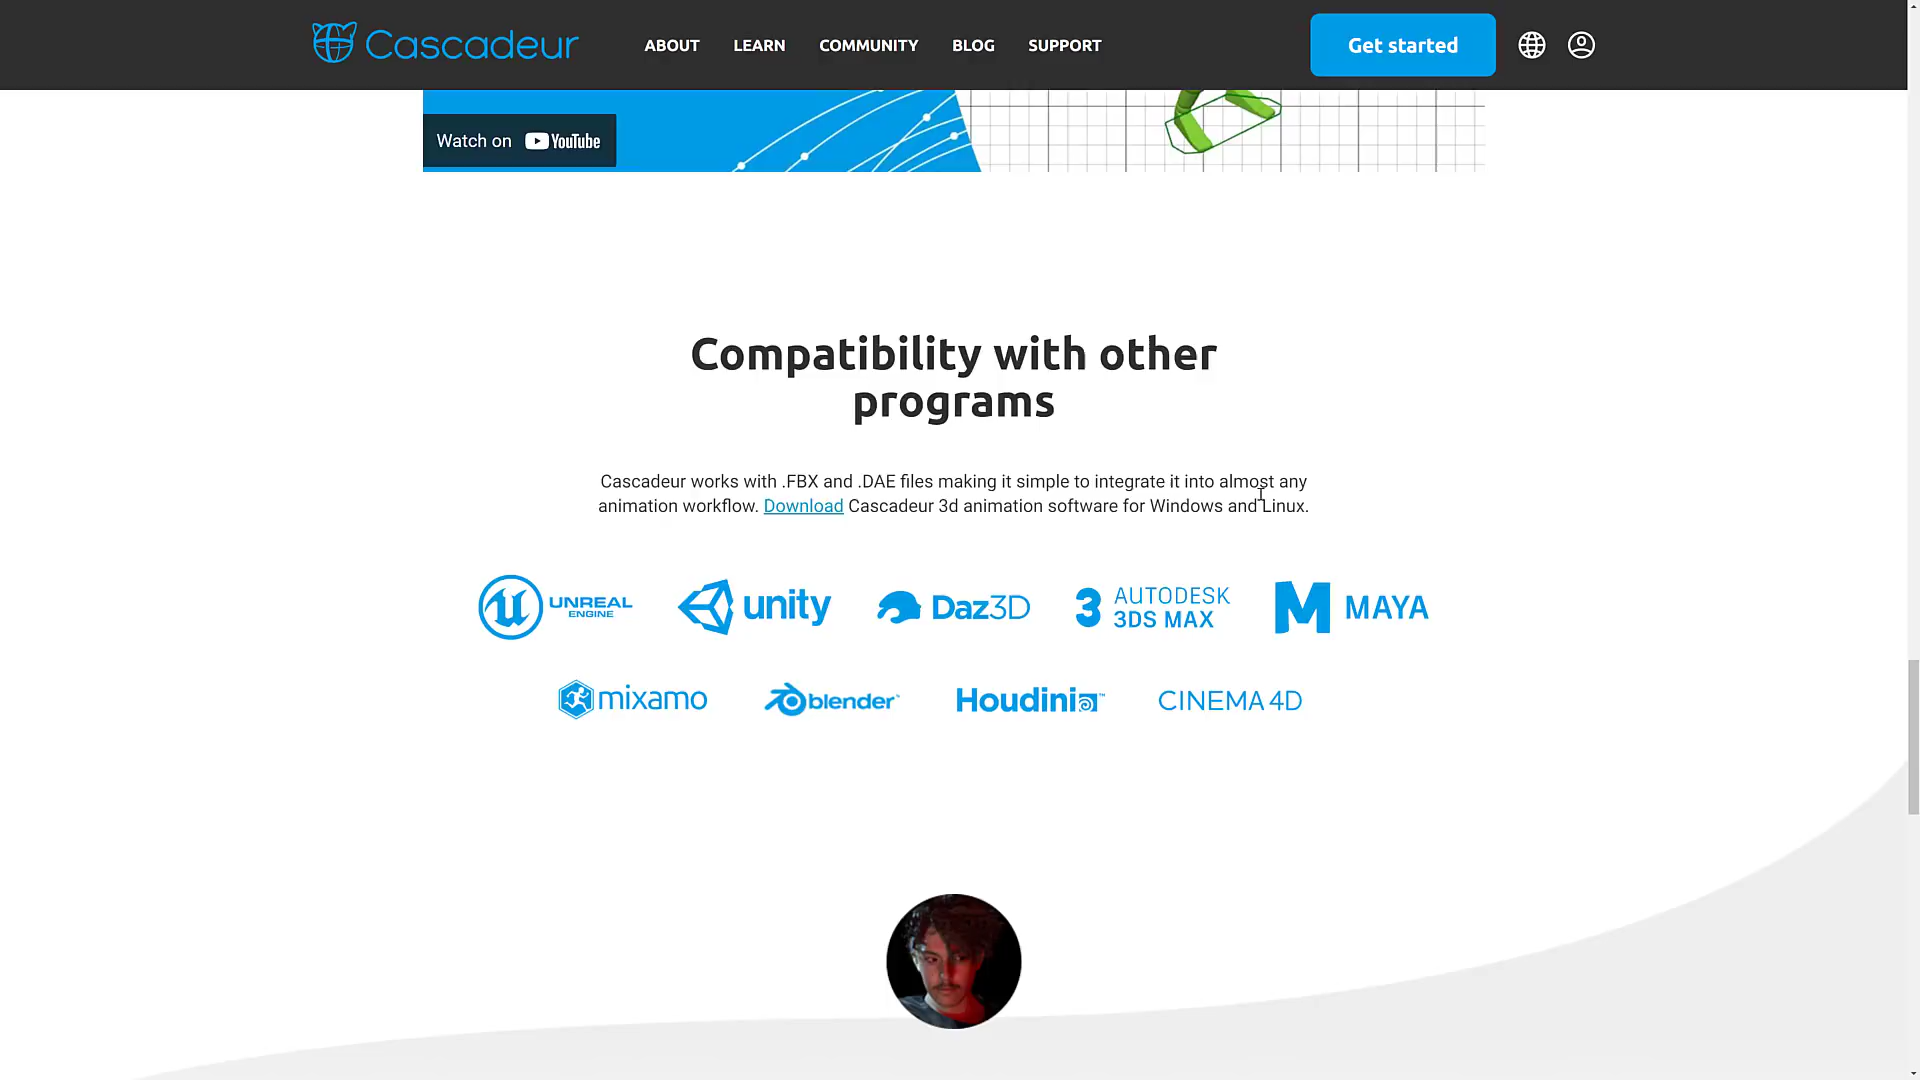 Cascadeur
ABOUT
LEARN
COMMUNITY
BLOG
SUPPORT
Get started
Watch on YouTube
Compatibility with other
programs
Cascadeur works with .FBX and .DAE files making it simple to integrate it into almost any
animation workflow. Download Cascadeur 3d animation software for Windows and Linux.
UNREAL
ENGINE
unity
Daz3D
3 AUTODESK
3DS MAX
M MAYA
mixamo
blender
Houdini™
CINEMA 4D